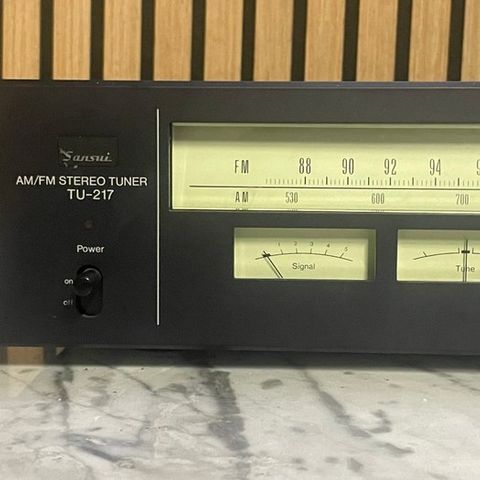 Sansui
AM/FM STEREO TUNER
TU-217
Power
on
off
FM 88 90 92 94
AM 530 600 700
1 2 3 4 5
Signal
Tune